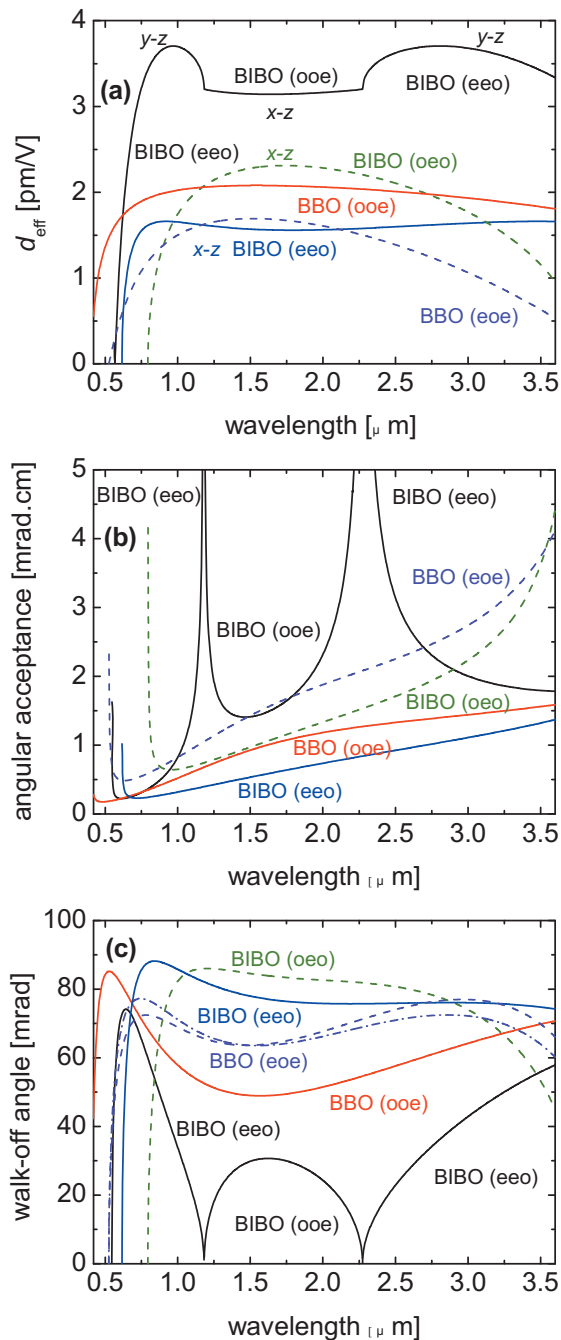 (a)
y-z
y-z
BIBO (ooe)
BIBO (eeo)
x-z
BIBO (eeo)
x-z
BIBO (oeo)
BBO (ooe)
x-z BIBO (eeo)
BBO (eoe)
d_eff [pm/V]
4
3
2
1
0
0.5 1.0 1.5 2.0 2.5 3.0 3.5
wavelength [μ m]
(b)
BIBO (eeo)
BIBO (eeo)
BBO (eoe)
BIBO (ooe)
BIBO (oeo)
BBO (ooe)
BIBO (eeo)
angular acceptance [mrad.cm]
5
4
3
2
1
0
0.5 1.0 1.5 2.0 2.5 3.0 3.5
wavelength [μ m]
(c)
BIBO (oeo)
BIBO (eeo)
BBO (eoe)
BBO (ooe)
BIBO (eeo)
BIBO (eeo)
BIBO (ooe)
walk-off angle [mrad]
100
80
60
40
20
0
0.5 1.0 1.5 2.0 2.5 3.0 3.5
wavelength [μ m]